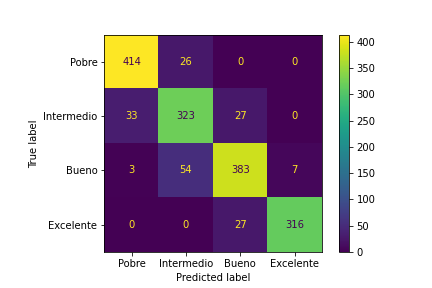 Pobre 414 26 0 0
Intermedio 33 323 27 0
Bueno 3 54 383 7
Excelente 0 0 27 316
Pobre Intermedio Bueno Excelente
Predicted label
True label
400
350
300
250
200
150
100
50
0